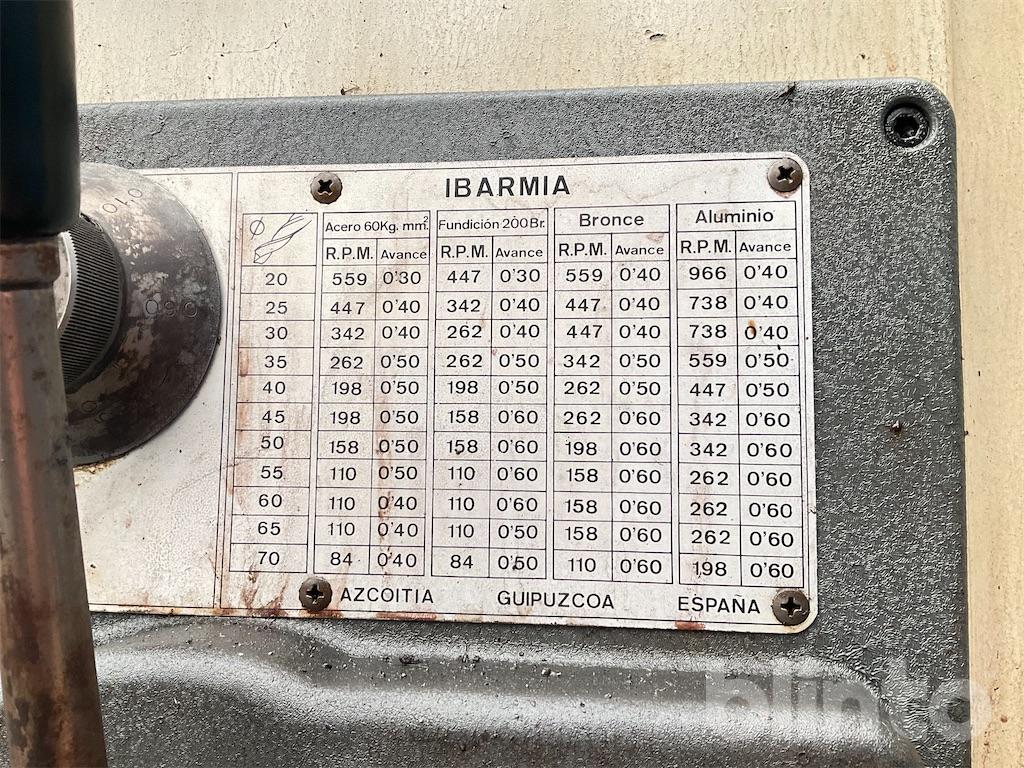 IBARMIA
Acero 60Kg. mm² Fundición 200 Br. Bronce Aluminio
R.P.M. Avance R.P.M. Avance R.P.M. Avance R.P.M. Avance
20 559 0'30 447 0'30 559 0'40 966 0'40
25 447 0'40 342 0'40 447 0'40 738 0'40
30 342 0'40 262 0'40 447 0'40 738 0'40
35 262 0'50 262 0'50 342 0'50 559 0'50
40 198 0'50 198 0'50 262 0'50 447 0'50
45 198 0'50 158 0'60 262 0'60 342 0'60
50 158 0'50 158 0'60 198 0'60 342 0'60
55 110 0'50 110 0'60 158 0'60 262 0'60
60 110 0'40 110 0'60 158 0'60 262 0'60
65 110 0'40 110 0'50 158 0'60 262 0'60
70 84 0'40 84 0'50 110 0'60 198 0'60
AZCOITIA GUIPUZCOA ESPAÑA
blinto